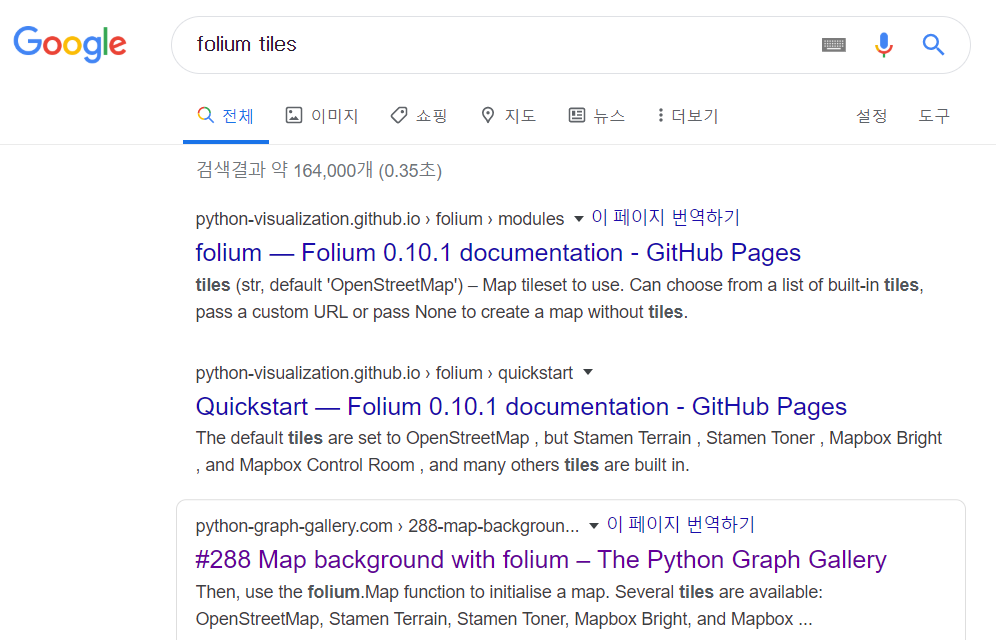 Google
folium tiles
전체 이미지 쇼핑 지도 뉴스 더보기 설정 도구
검색결과 약 164,000개 (0.35초)
python-visualization.github.io › folium › modules ▼ 이 페이지 번역하기
folium — Folium 0.10.1 documentation - GitHub Pages
tiles (str, default 'OpenStreetMap') – Map tileset to use. Can choose from a list of built-in tiles,
pass a custom URL or pass None to create a map without tiles.
python-visualization.github.io › folium › quickstart ▼
Quickstart — Folium 0.10.1 documentation - GitHub Pages
The default tiles are set to OpenStreetMap , but Stamen Terrain , Stamen Toner , Mapbox Bright
, and Mapbox Control Room , and many others tiles are built in.
python-graph-gallery.com › 288-map-backgroun... ▼ 이 페이지 번역하기
#288 Map background with folium – The Python Graph Gallery
Then, use the folium.Map function to initialise a map. Several tiles are available:
OpenStreetMap, Stamen Terrain, Stamen Toner, Mapbox Bright, and Mapbox ...